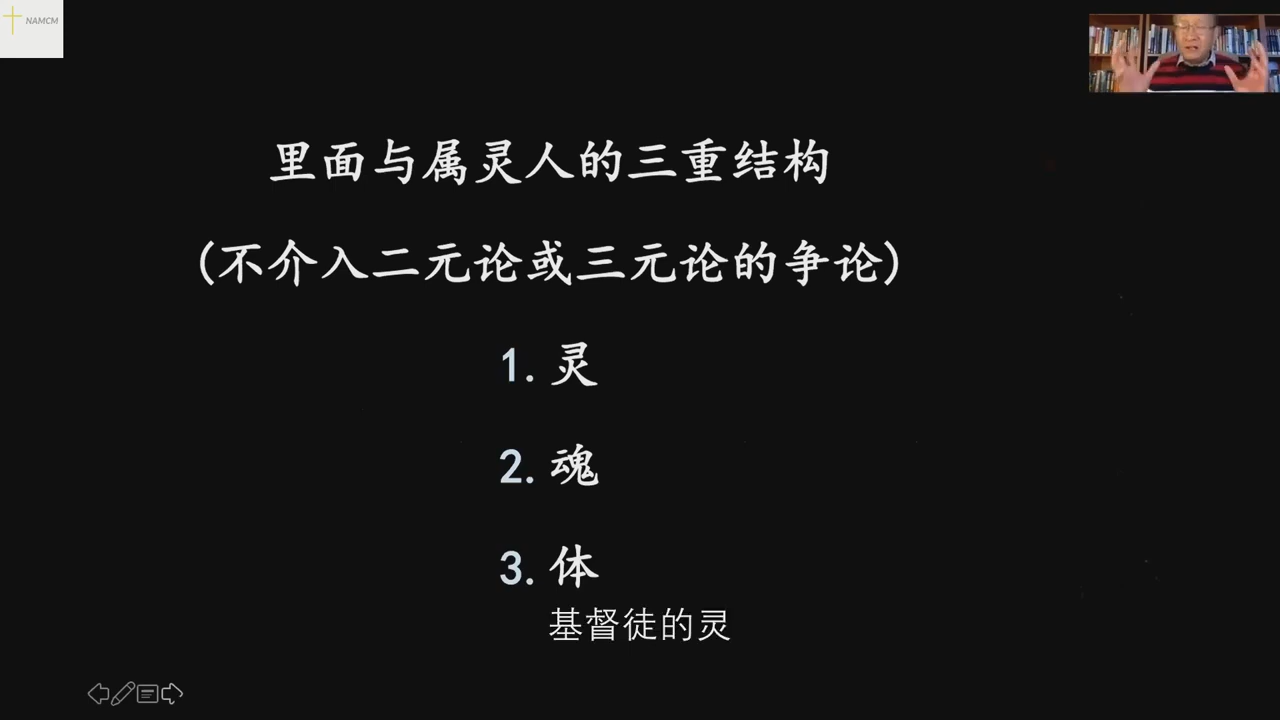 NAMCM
里面与属灵人的三重结构
(不介入二元论或三元论的争论)
1. 灵
2. 魂
3. 体
基督徒的灵